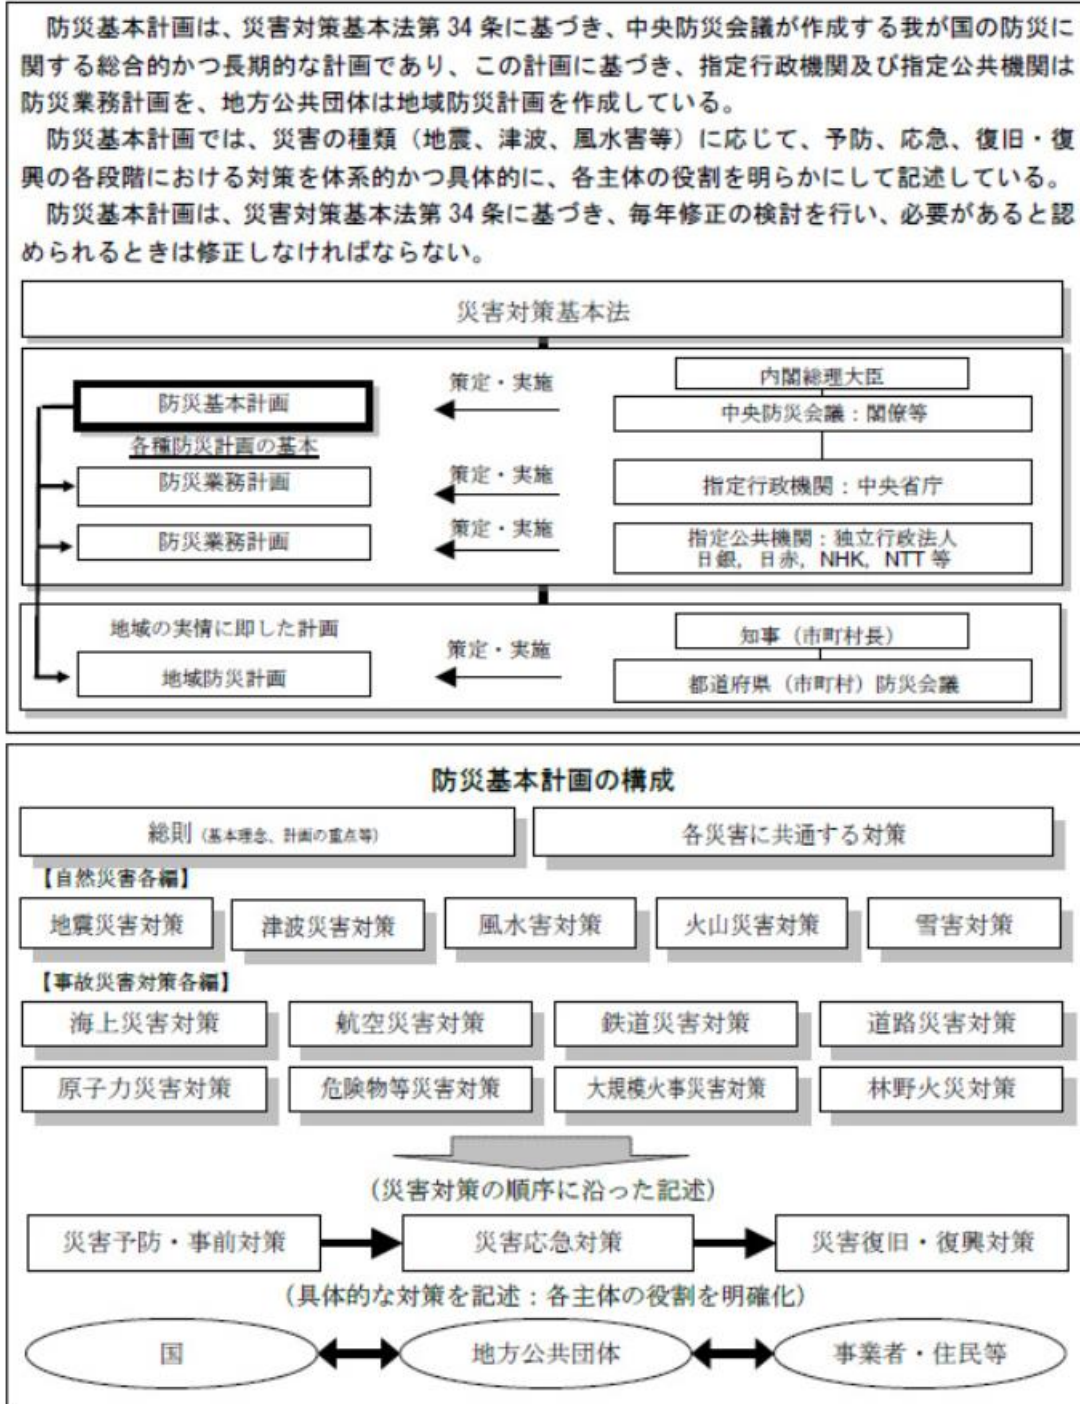 防災基本計画は、災害対策基本法第 34 条に基づき、中央防災会議が作成する我が国の防災に
関する総合的かつ長期的な計画であり、この計画に基づき、指定行政機関及び指定公共機関は
防災業務計画を、地方公共団体は地域防災計画を作成している。
防災基本計画では、災害の種類（地震、津波、風水害等）に応じて、予防、応急、復旧・復
興の各段階における対策を体系的かつ具体的に、各主体の役割を明らかにして記述している。
防災基本計画は、災害対策基本法第 34 条に基づき、毎年修正の検討を行い、必要があると認
められるときは修正しなければならない。
災害対策基本法
防災基本計画
策定・実施
内閣総理大臣
中央防災会議：閣僚等
各種防災計画の基本
防災業務計画
策定・実施
指定行政機関：中央省庁
防災業務計画
策定・実施
指定公共機関：独立行政法人
日銀，日赤，NHK，NTT 等
地域の実情に即した計画
地域防災計画
策定・実施
知事（市町村長）
都道府県（市町村）防災会議
防災基本計画の構成
総則（基本理念、計画の重点等）
各災害に共通する対策
【自然災害各編】
地震災害対策
津波災害対策
風水害対策
火山災害対策
雪害対策
【事故災害対策各編】
海上災害対策
航空災害対策
鉄道災害対策
道路災害対策
原子力災害対策
危険物等災害対策
大規模火事災害対策
林野火災対策
（災害対策の順序に沿った記述）
災害予防・事前対策
災害応急対策
災害復旧・復興対策
（具体的な対策を記述：各主体の役割を明確化）
国
地方公共団体
事業者・住民等